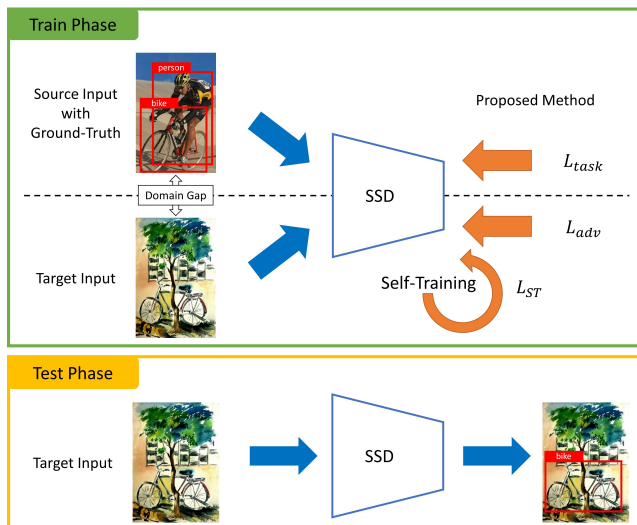 Train Phase
Source Input
with
Ground-Truth
person
bike
Proposed Method
L_task
Domain Gap
SSD
L_adv
Target Input
Self-Training
L_ST
Test Phase
Target Input
SSD
bike